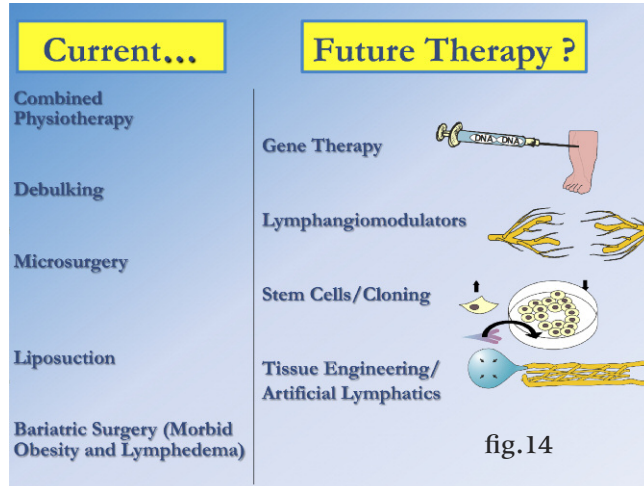 Current...
Future Therapy ?
Combined
Physiotherapy
Debulking
Microsurgery
Liposuction
Bariatric Surgery (Morbid
Obesity and Lymphedema)
Gene Therapy
DNA DNA
Lymphangiomodulators
Stem Cells/Cloning
Tissue Engineering/
Artificial Lymphatics
fig.14